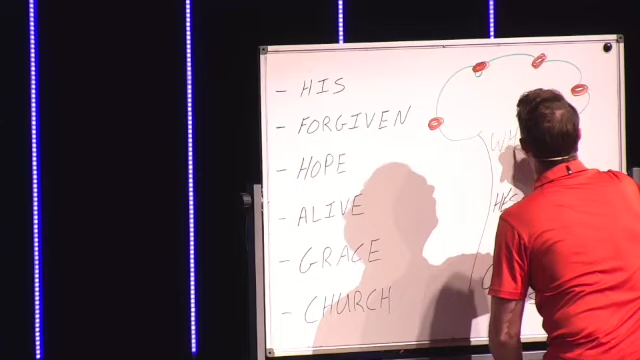 - HIS
- FORGIVEN
- HOPE
- ALIVE
- GRACE
- CHURCH